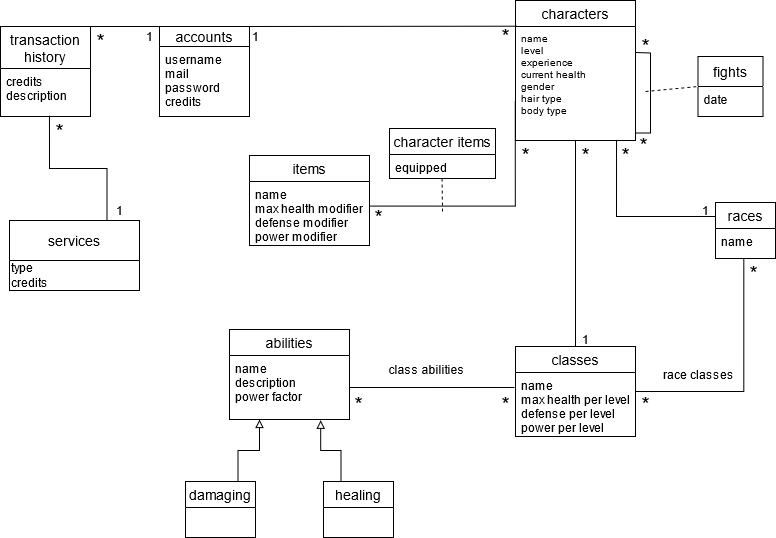 characters
name
level
experience
current health
gender
hair type
body type
*
*
*
*
*
*
transaction
history
credits
description
*
*
1
accounts
username
mail
password
credits
1
fights
date
character items
equipped
items
name
max health modifier
defense modifier
power modifier
*
1
races
name
*
1
services
type
credits
abilities
name
description
power factor
class abilities
*
*
1
classes
name
max health per level
defense per level
power per level
race classes
*
damaging
healing